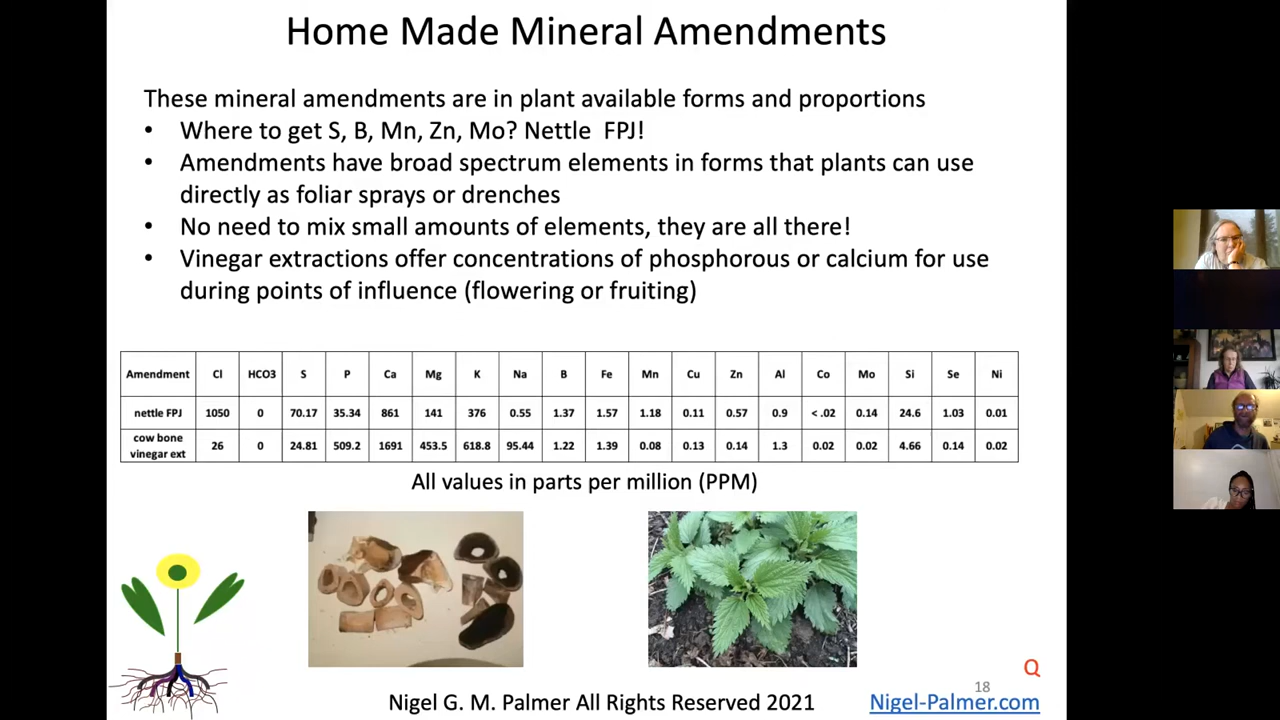 Home Made Mineral Amendments
These mineral amendments are in plant available forms and proportions
• Where to get S, B, Mn, Zn, Mo? Nettle FPJ!
• Amendments have broad spectrum elements in forms that plants can use
directly as foliar sprays or drenches
• No need to mix small amounts of elements, they are all there!
• Vinegar extractions offer concentrations of phosphorous or calcium for use
during points of influence (flowering or fruiting)
Amendment Cl HCO3 S P Ca Mg K Na B Fe Mn Cu Zn Al Co Mo Si Se Ni
nettle FPJ 1050 0 70.17 35.34 861 141 376 0.55 1.37 1.57 1.18 0.11 0.57 0.9 < .02 0.14 24.6 1.03 0.01
cow bone
vinegar ext 26 0 24.81 509.2 1691 453.5 618.8 95.44 1.22 1.39 0.08 0.13 0.14 1.3 0.02 0.02 4.66 0.14 0.02
All values in parts per million (PPM)
Q
18
Nigel G. M. Palmer All Rights Reserved 2021
Nigel-Palmer.com